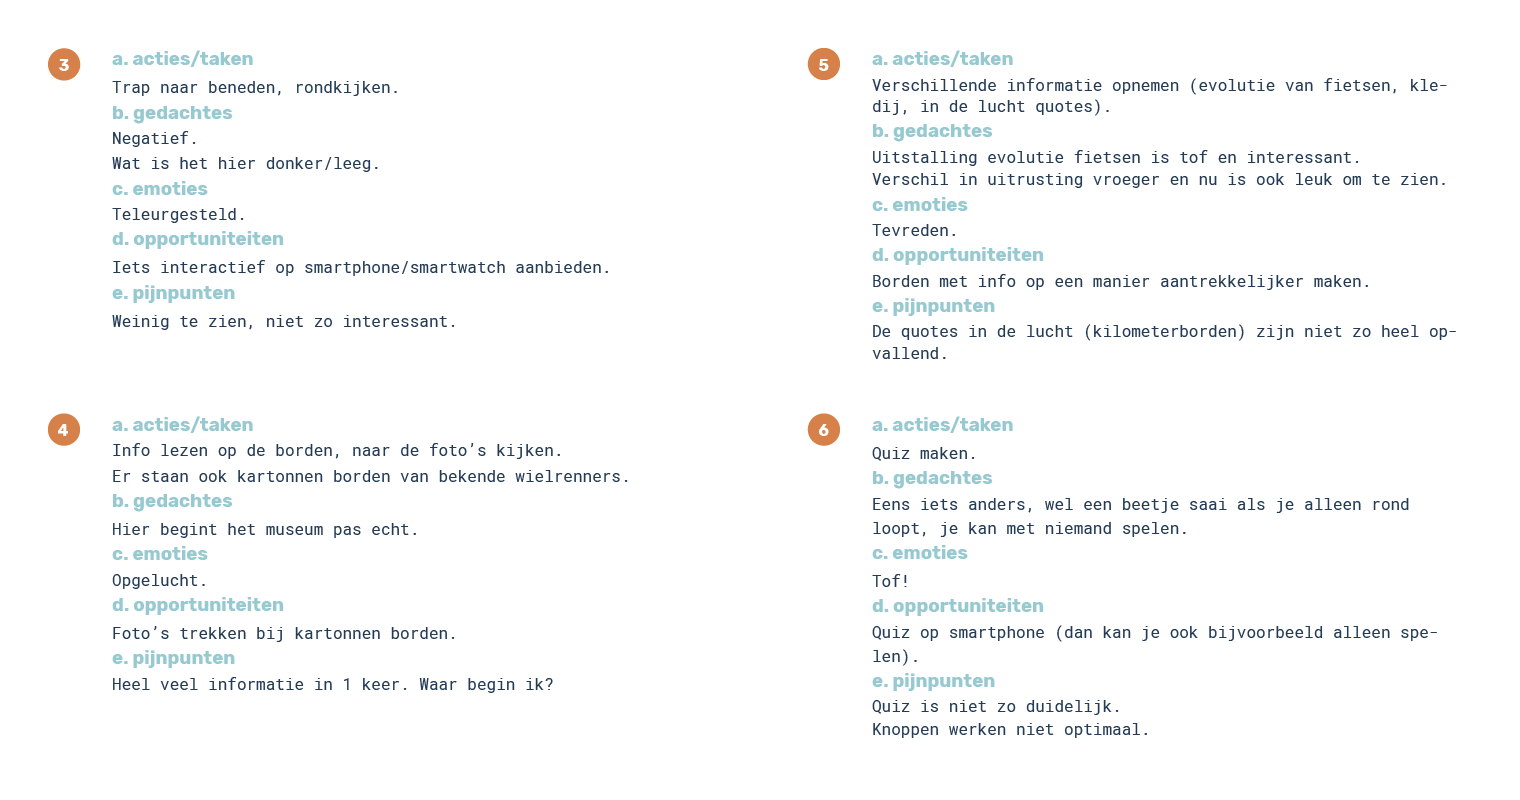 3
a. acties/taken
Trap naar beneden, rondkijken.
b. gedachtes
Negatief.
Wat is het hier donker/leeg.
c. emoties
Teleurgesteld.
d. opportuniteiten
Iets interactief op smartphone/smartwatch aanbieden.
e. pijnpunten
Weinig te zien, niet zo interessant.
4
a. acties/taken
Info lezen op de borden, naar de foto’s kijken.
Er staan ook kartonnen borden van bekende wielrenners.
b. gedachtes
Hier begint het museum pas echt.
c. emoties
Opgelucht.
d. opportuniteiten
Foto’s trekken bij kartonnen borden.
e. pijnpunten
Heel veel informatie in 1 keer. Waar begin ik?
5
a. acties/taken
Verschillende informatie opnemen (evolutie van fietsen, kle-
dij, in de lucht quotes).
b. gedachtes
Uitstalling evolutie fietsen is tof en interessant.
Verschil in uitrusting vroeger en nu is ook leuk om te zien.
c. emoties
Tevreden.
d. opportuniteiten
Borden met info op een manier aantrekkelijker maken.
e. pijnpunten
De quotes in de lucht (kilometerborden) zijn niet zo heel op-
vallend.
6
a. acties/taken
Quiz maken.
b. gedachtes
Eens iets anders, wel een beetje saai als je alleen rond
loopt, je kan met niemand spelen.
c. emoties
Tof!
d. opportuniteiten
Quiz op smartphone (dan kan je ook bijvoorbeeld alleen spe-
len).
e. pijnpunten
Quiz is niet zo duidelijk.
Knoppen werken niet optimaal.